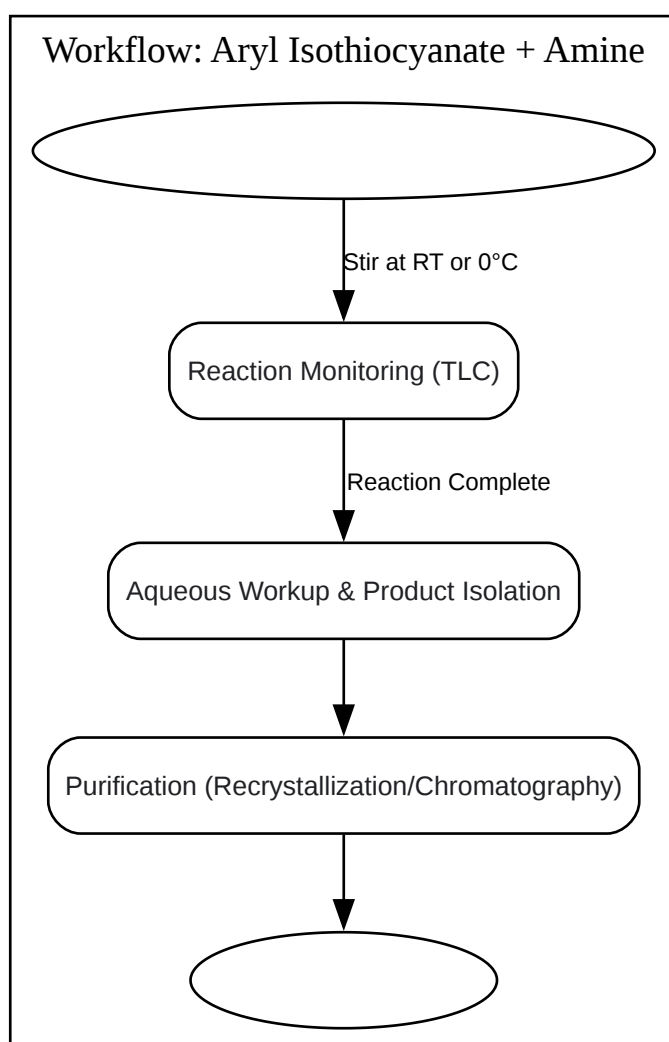 Workflow: Aryl Isothiocyanate + Amine
Stir at RT or 0°C
Reaction Monitoring (TLC)
Reaction Complete
Aqueous Workup & Product Isolation
Purification (Recrystallization/Chromatography)